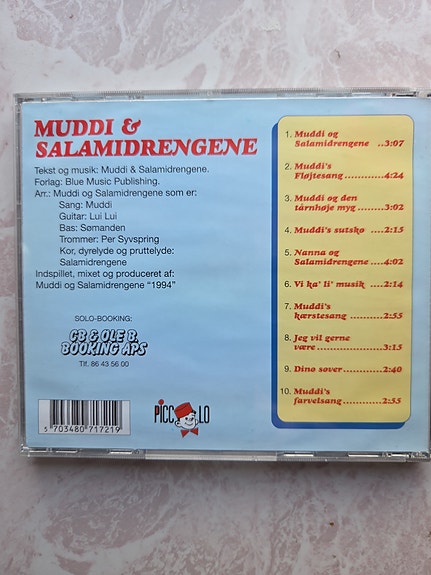 MUDDI &
SALAMIDRENGENE
Tekst og musik: Muddi & Salamidrengene.
Forlag: Blue Music Publishing.
Arr.: Muddi og Salamidrengene som er:
Sang: Muddi
Guitar: Lui Lui
Bas: Sømanden
Trommer: Per Syvspring
Kor, dyrelyde og pruttelyde:
Salamidrengene
Indspillet, mixet og produceret af:
Muddi og Salamidrengene "1994"
SOLO-BOOKING:
GB & OLE B.
BOOKING APS
Tlf. 86 43 56 00
5 703480 717219
PICCOLO
1. Muddi og
Salamidrengene ..3:07
2. Muddi's
Fløjtesang ........4:24
3. Muddi og den
tårnhøje myg ......3:02
4. Muddi's sutsko ..2:15
5. Nanna og
Salamidrengene ....4:02
6. Vi ka' li' musik ..2:14
7. Muddi's
kærstesang ........2:55
8. Jeg vil gerne
være ................3:15
9. Dino sover ........2:40
10. Muddi's
farvelsang ..........2:55